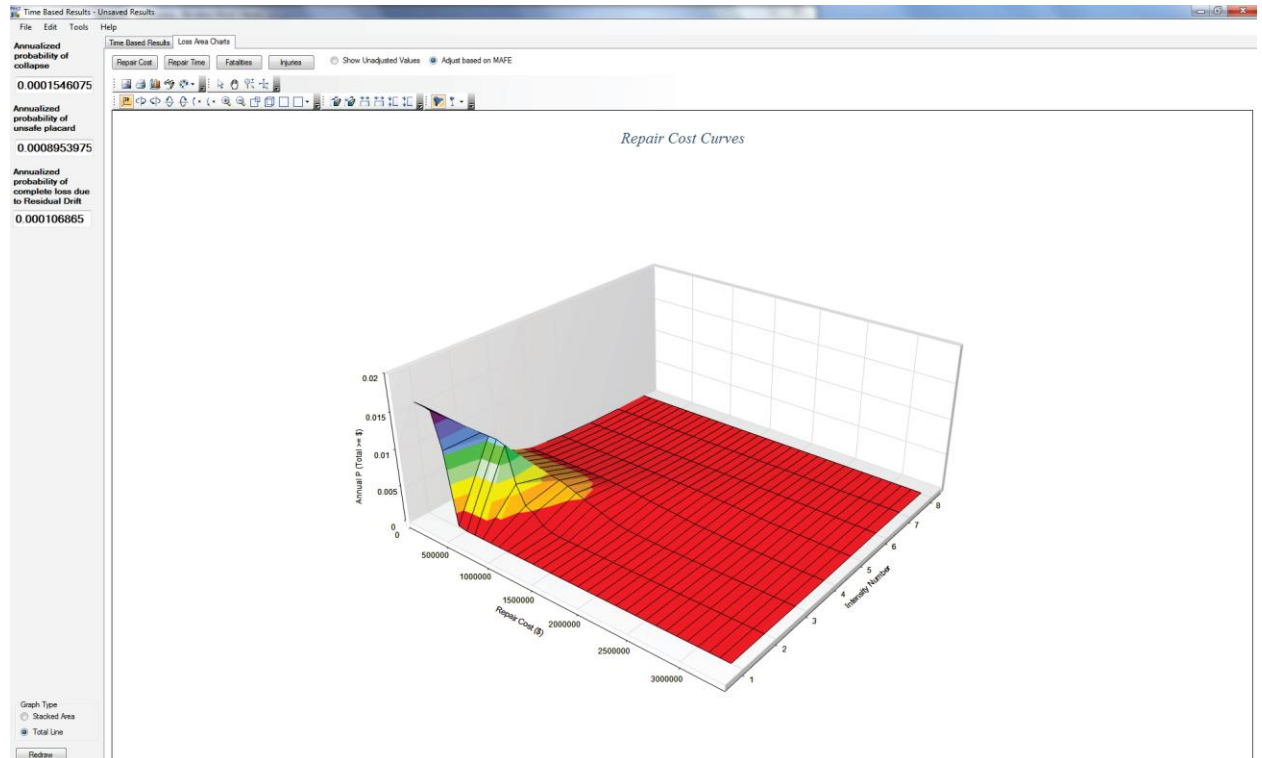 Time Based Results - Unsaved Results
File Edit Tools Help
Annualized
probability of
collapse
0.0001546075
Annualized
probability of
unsafe placard
0.0008953975
Annualized
probability of
complete loss due
to Residual Drift
0.000106865
Time Based Results Loss Area Charts
Repair Cost Repair Time Fatalities Injuries Show Unadjusted Values Adjust based on MAFE
Repair Cost Curves
0.02
0.015
0.01
0.005
0
Annual P (Total >= $)
0
500000
1000000
1500000
2000000
2500000
3000000
Repair Cost ($)
1
2
3
4
5
6
7
8
Intensity Number
Graph Type
Stacked Area
Total Line
Redraw